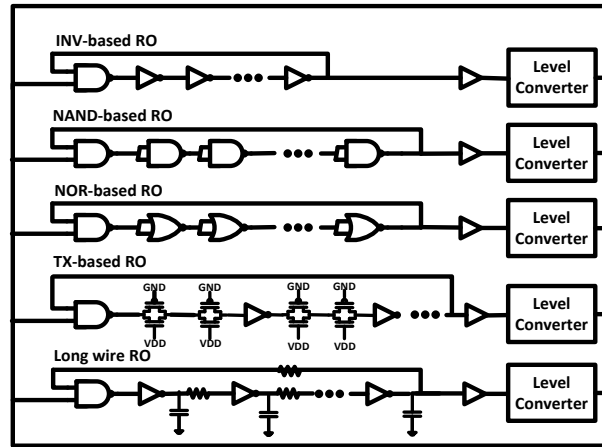 INV-based RO
Level
Converter
NAND-based RO
Level
Converter
NOR-based RO
Level
Converter
TX-based RO
GND GND GND GND
VDD VDD VDD VDD
Level
Converter
Long wire RO
Level
Converter